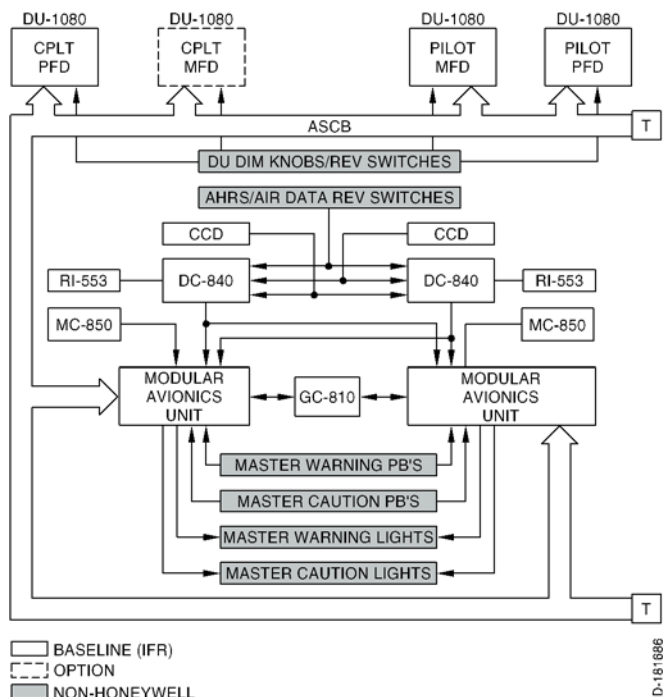 DU-1080 DU-1080 DU-1080 DU-1080
CPLT
PFD
CPLT
MFD
PILOT
MFD
PILOT
PFD
ASCB
T
DU DIM KNOBS/REV SWITCHES
AHRS/AIR DATA REV SWITCHES
CCD
CCD
RI-553
DC-840
DC-840
RI-553
MC-850
MC-850
MODULAR
AVIONICS
UNIT
GC-810
MODULAR
AVIONICS
UNIT
MASTER WARNING PB'S
MASTER CAUTION PB'S
MASTER WARNING LIGHTS
MASTER CAUTION LIGHTS
T
BASELINE (IFR)
OPTION
NON-HONEYWELL
D-181686